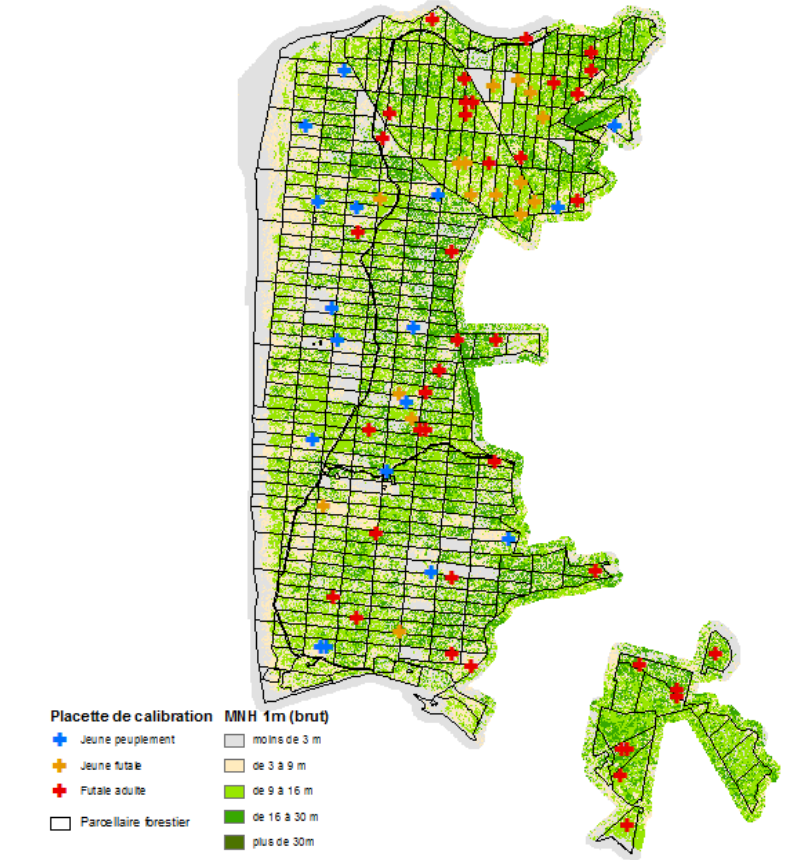 Placette de calibration
Jeune peuplement
Jeune futaie
Futaie adulte
Parcellaire forestier
MNH 1m (brut)
moins de 3 m
de 3 à 9 m
de 9 à 16 m
de 16 à 30 m
plus de 30m